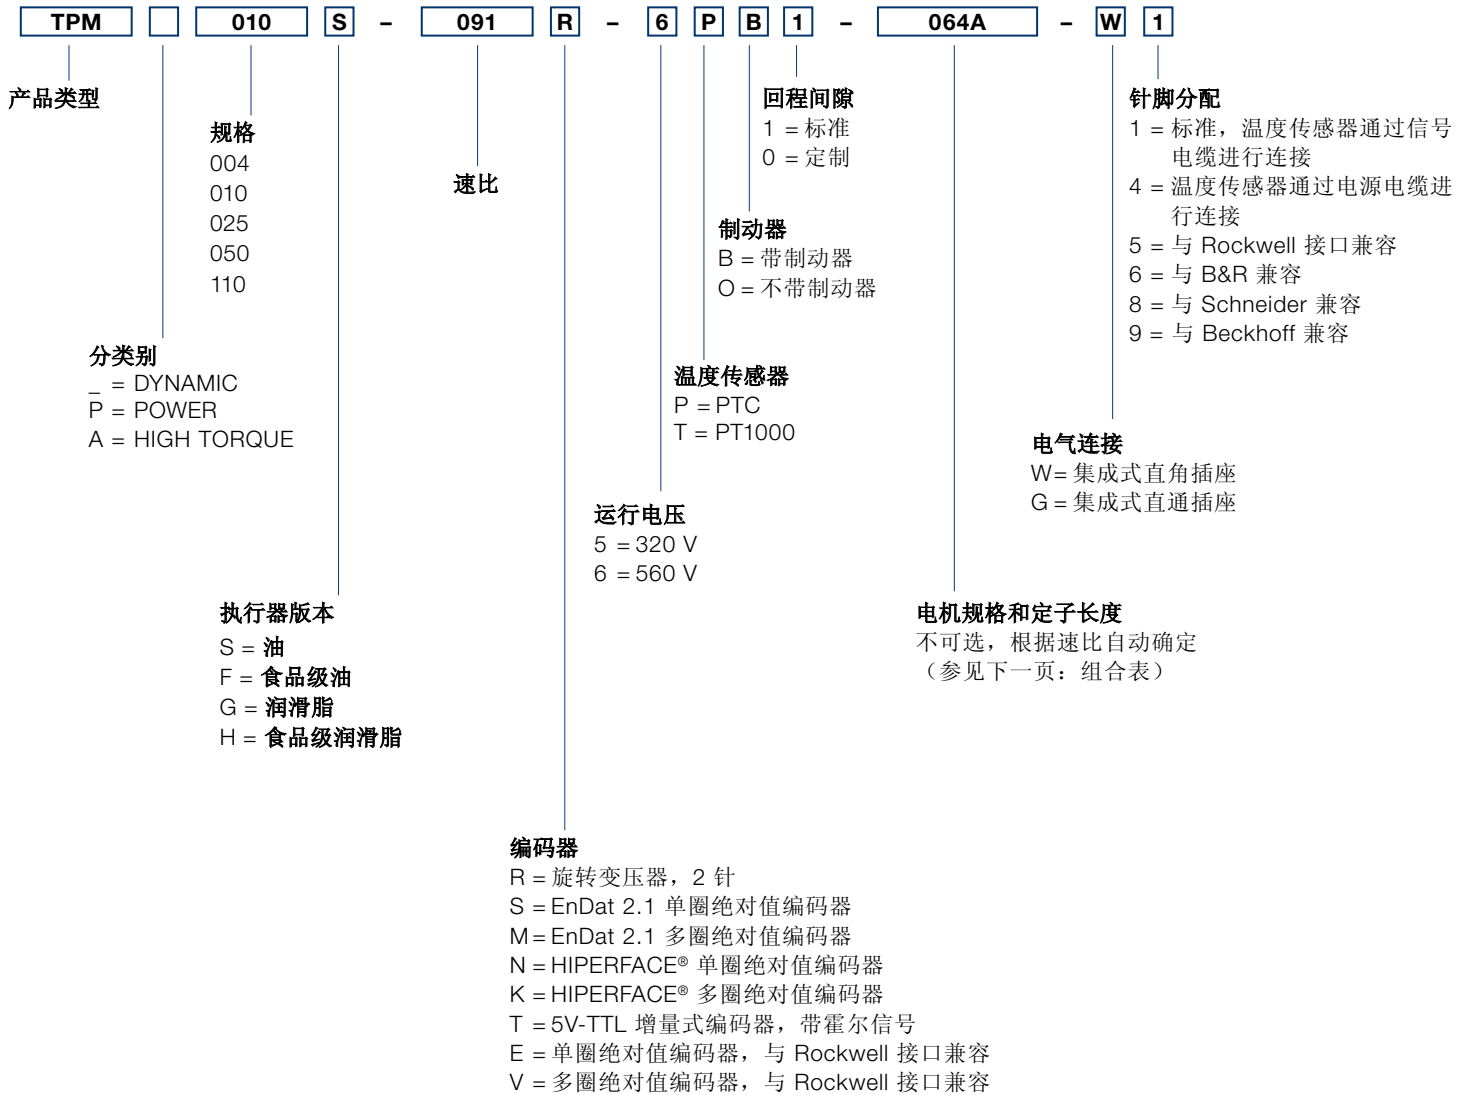 TPM 010 S – 091 R – 6 P B 1 – 064A – W 1
产品类型
规格
004
010
025
050
110
分类别
_ = DYNAMIC
P = POWER
A = HIGH TORQUE
执行器版本
S = 油
F = 食品级油
G = 润滑脂
H = 食品级润滑脂
速比
编码器
R = 旋转变压器，2 针
S = EnDat 2.1 单圈绝对值编码器
M = EnDat 2.1 多圈绝对值编码器
N = HIPERFACE® 单圈绝对值编码器
K = HIPERFACE® 多圈绝对值编码器
T = 5V-TTL 增量式编码器，带霍尔信号
E = 单圈绝对值编码器，与 Rockwell 接口兼容
V = 多圈绝对值编码器，与 Rockwell 接口兼容
运行电压
5 = 320 V
6 = 560 V
温度传感器
P = PTC
T = PT1000
制动器
B = 带制动器
O = 不带制动器
回程间隙
1 = 标准
0 = 定制
电机规格和定子长度
不可选，根据速比自动确定
（参见下一页：组合表）
电气连接
W = 集成式直角插座
G = 集成式直通插座
针脚分配
1 = 标准，温度传感器通过信号
电缆进行连接
4 = 温度传感器通过电源电缆进
行连接
5 = 与 Rockwell 接口兼容
6 = 与 B&R 兼容
8 = 与 Schneider 兼容
9 = 与 Beckhoff 兼容